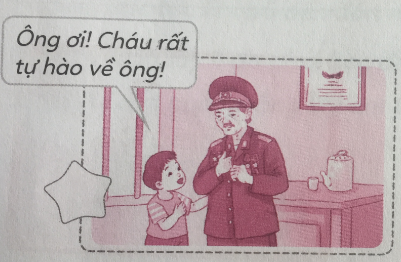 Ông ơi! Cháu rất
tự hào về ông!